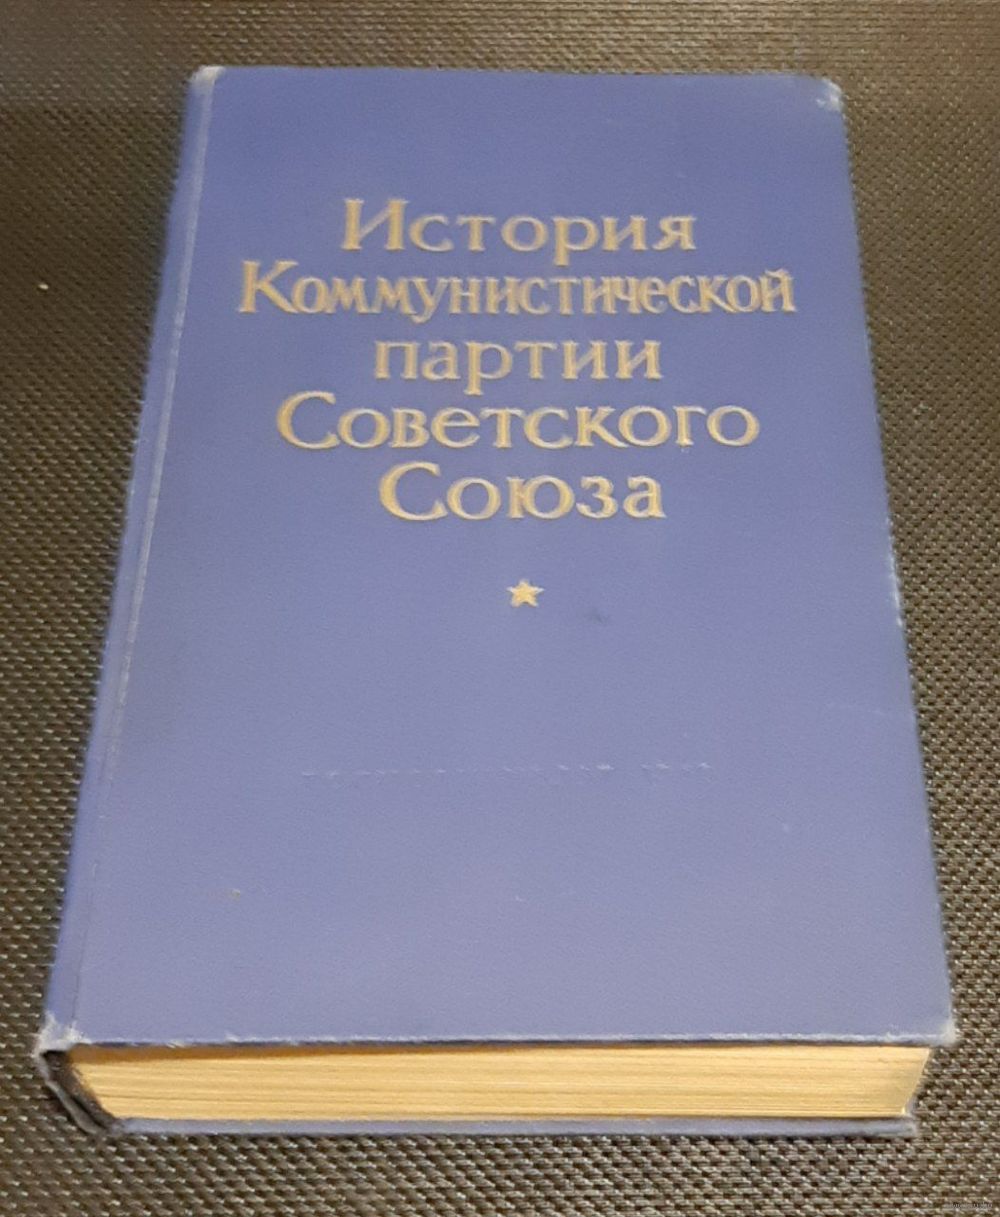 История
Коммунистической
партии
Советского
Союза